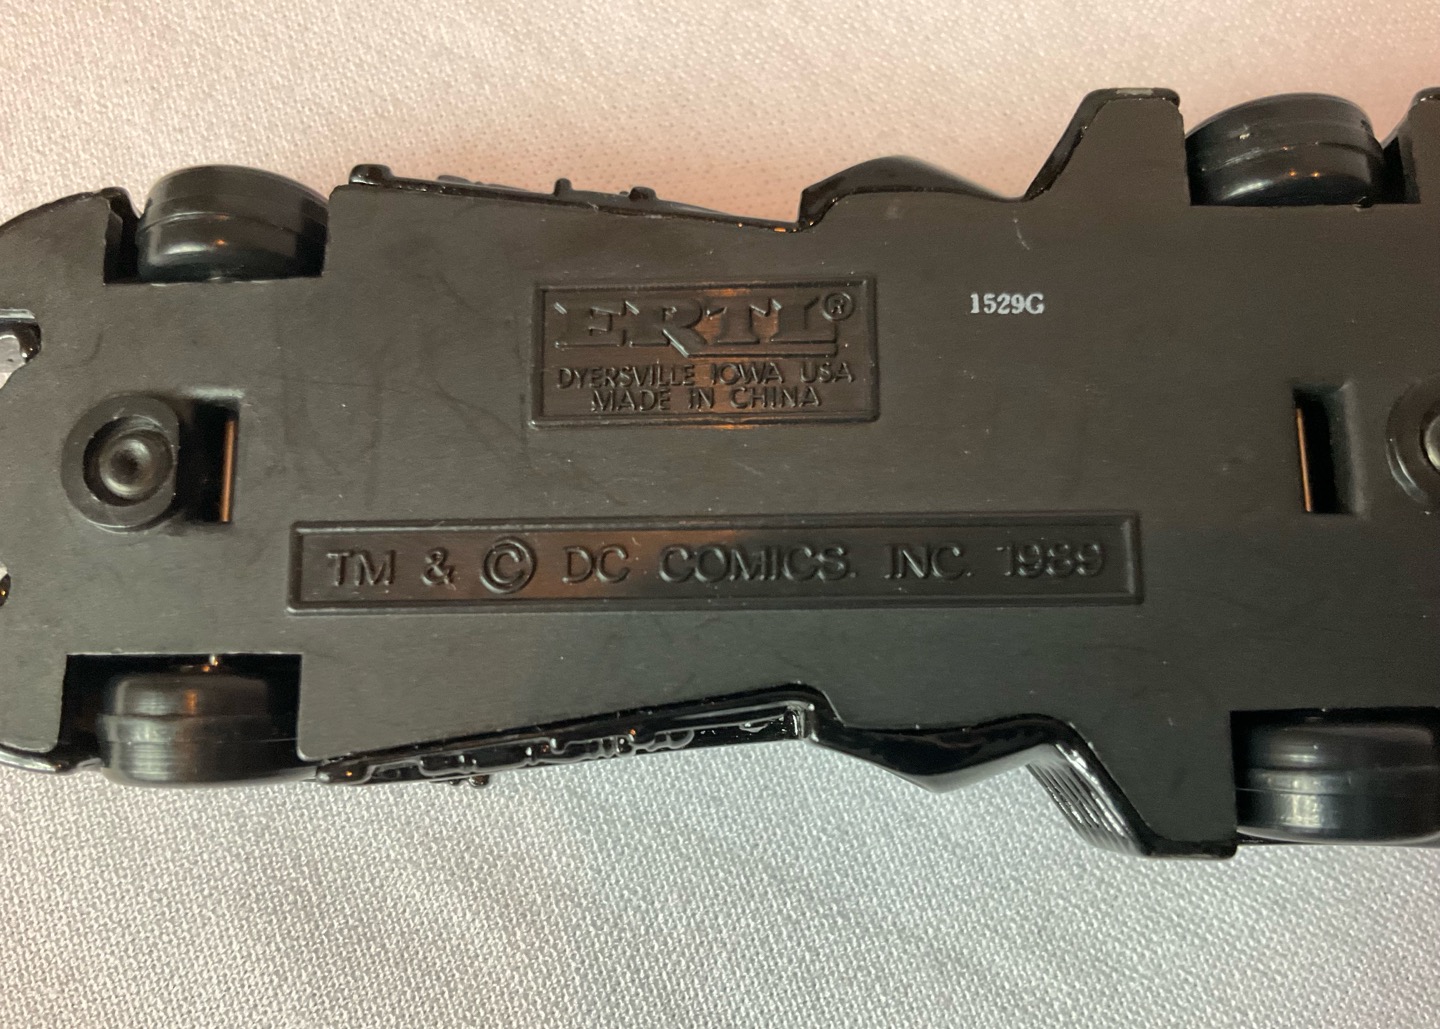 ERTL®
DYERSVILLE IOWA USA
MADE IN CHINA
1529G
TM & © DC COMICS. INC. 1989